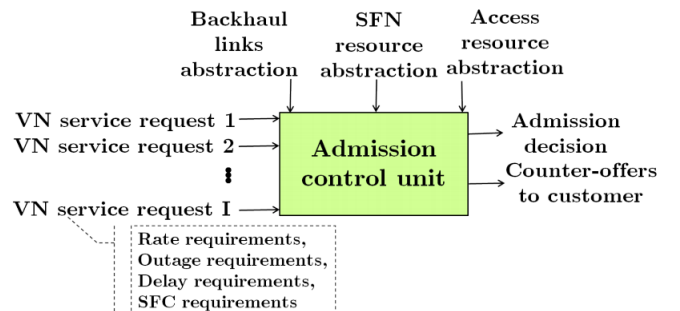 Backhaul
links
abstraction
SFN
resource
abstraction
Access
resource
abstraction
VN service request 1
VN service request 2
VN service request I
Admission
control unit
Admission
decision
Counter-offers
to customer
Rate requirements,
Outage requirements,
Delay requirements,
SFC requirements